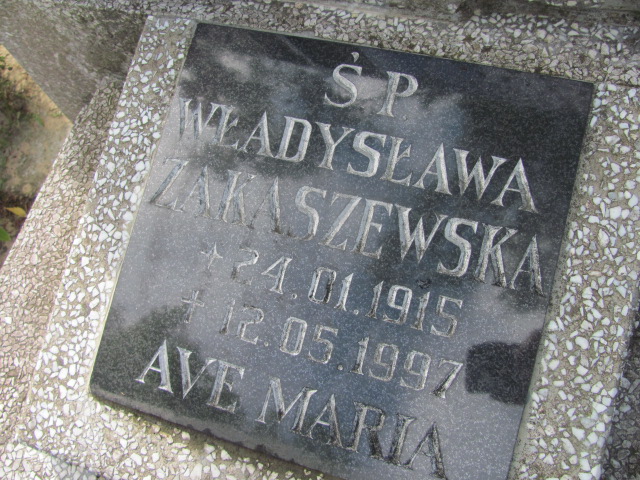 Ś. P.
WŁADYSŁAWA
ZAKASZEWSKA
+ 24.01.1915
+ 12.05.1997
AVE MARIA